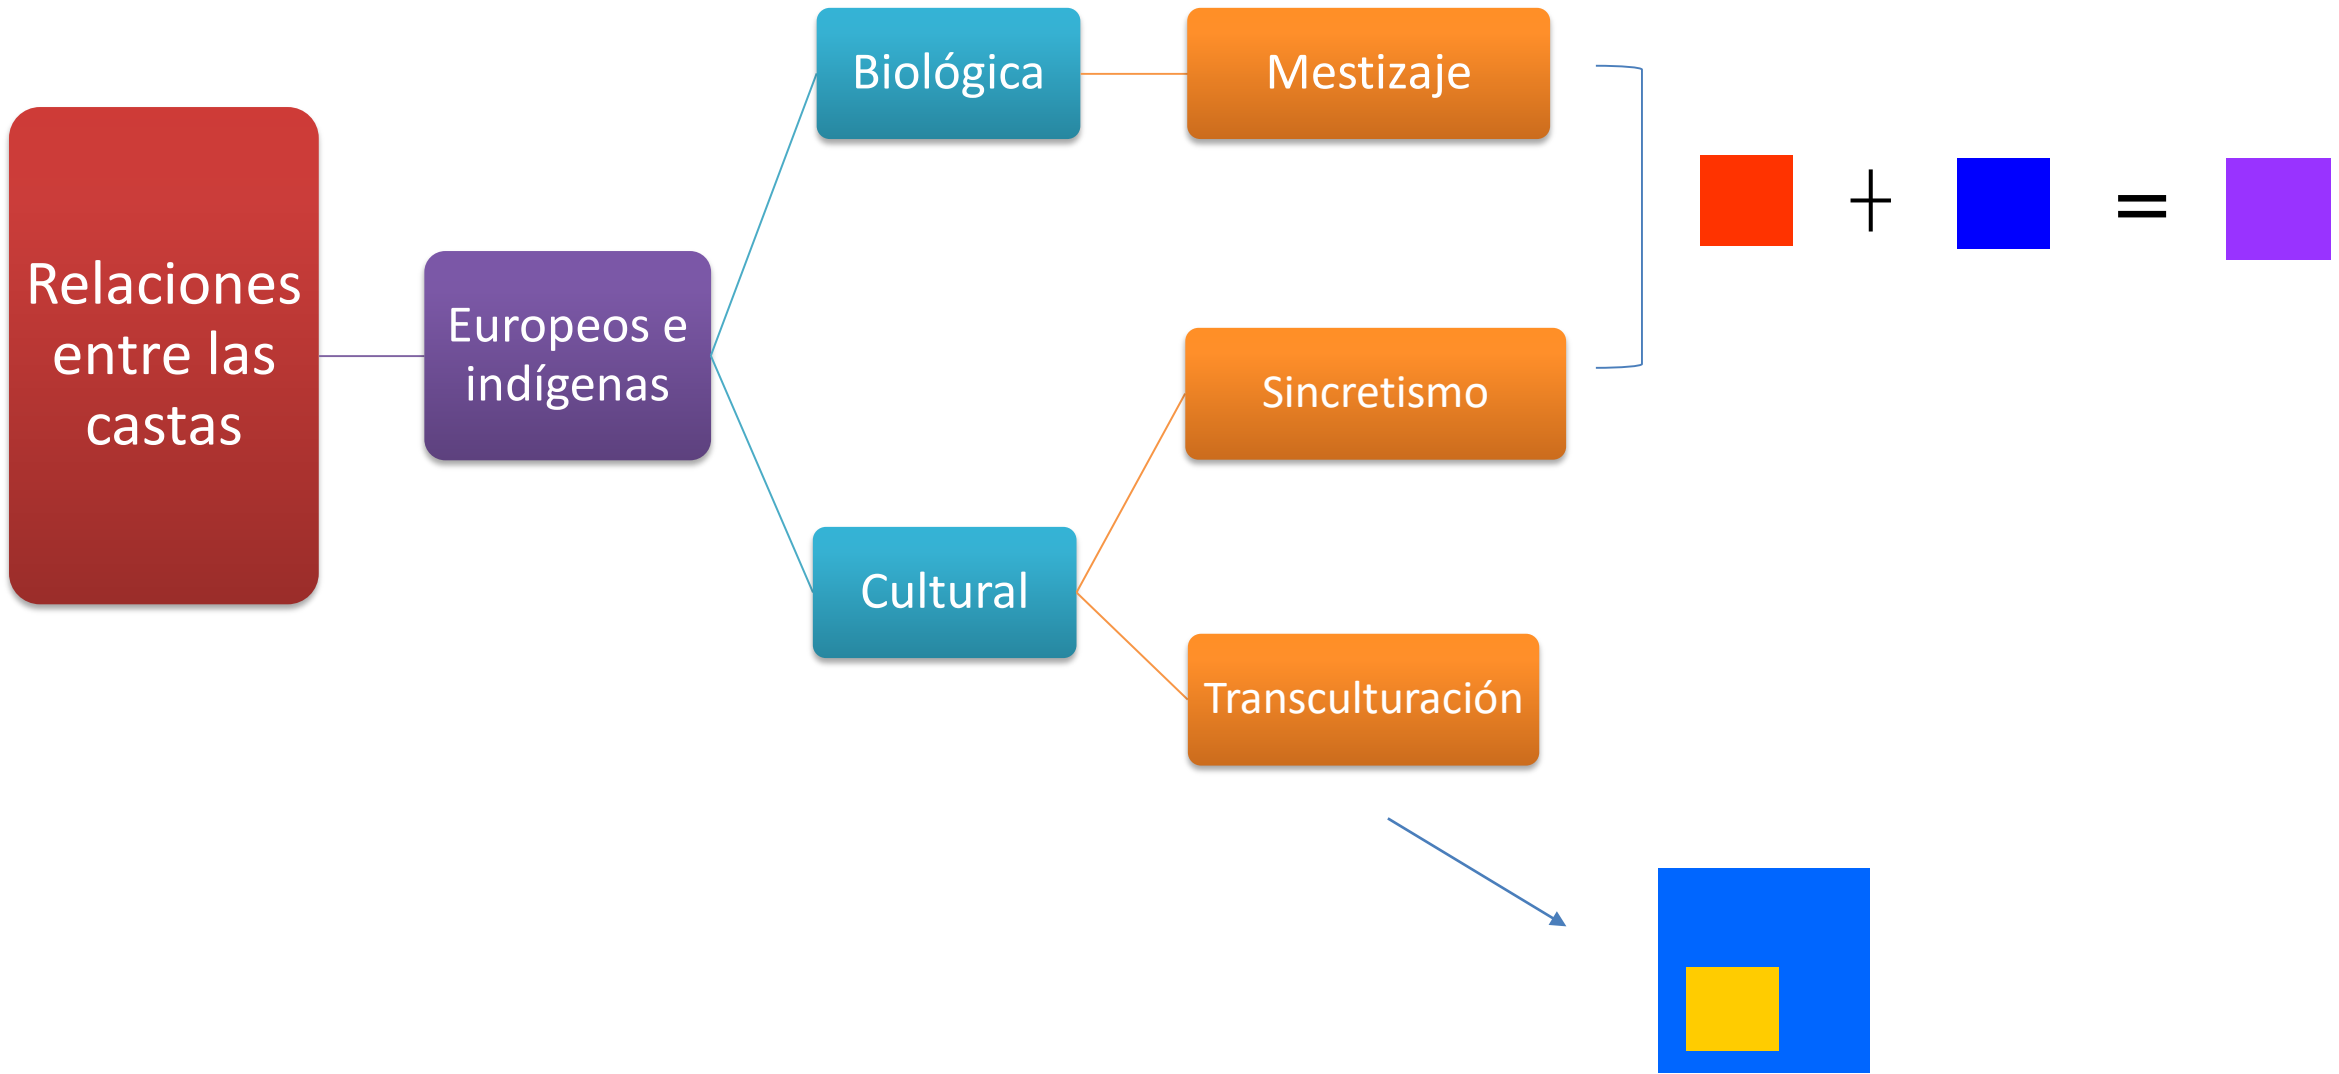 Relaciones
entre las
castas
Europeos e
indígenas
Biológica
Mestizaje
+
=
Sincretismo
Cultural
Transculturación